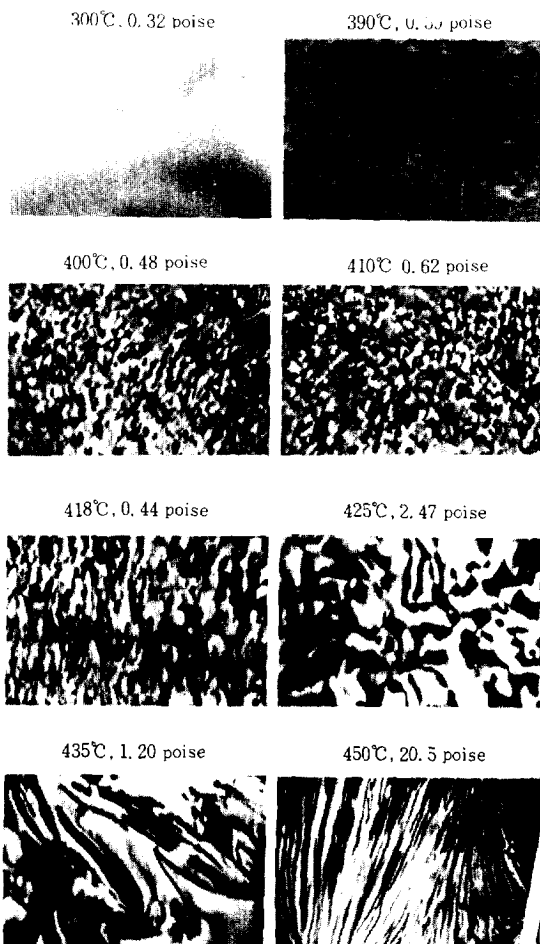 300℃, 0.32 poise
390℃, poise
400℃, 0.48 poise
410℃ 0.62 poise
418℃, 0.44 poise
425℃, 2.47 poise
435℃, 1.20 poise
450℃, 20.5 poise